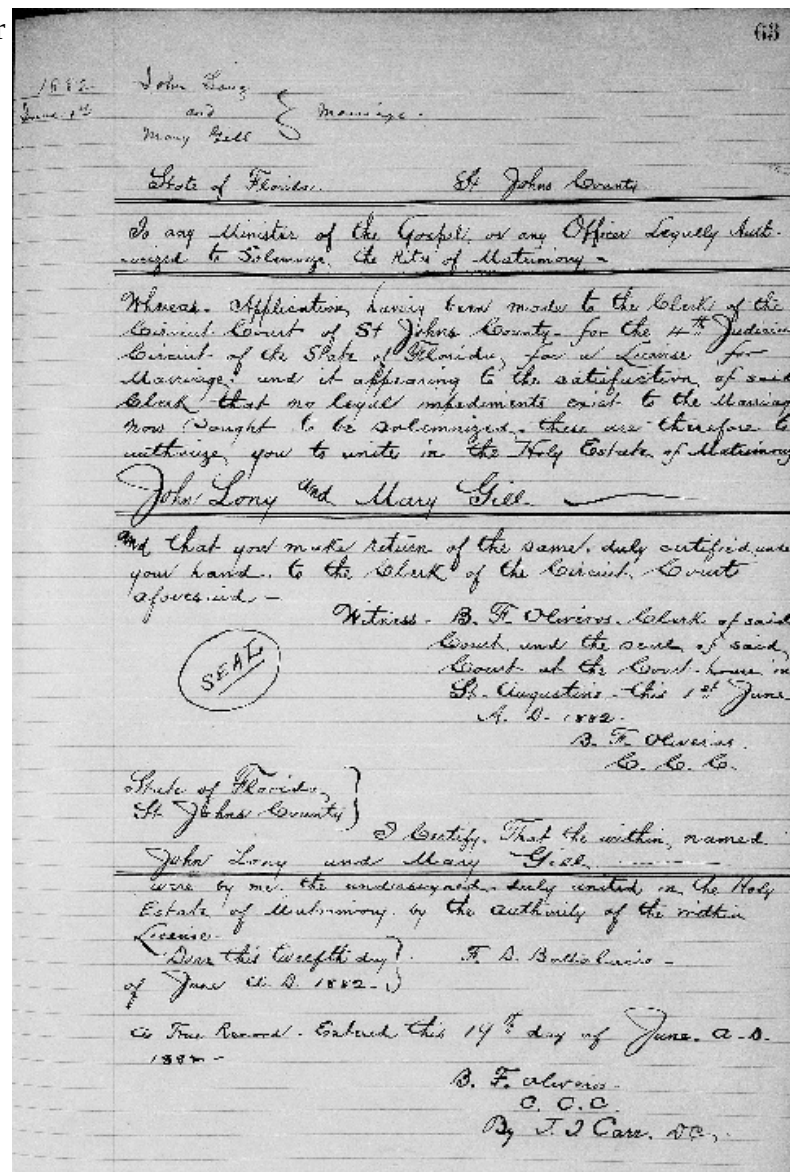 r
63
1882
June 1st
John Long
and
Mary Gill
} Marriage.
State of Florida. St Johns County
To any Minister of the Gospel, or any Officer Legally Auth-
orized to Solemnize the Rites of Matrimony -
Whereas. Application, having been made to the Clerk of the
Circuit Court of St Johns County - for the 4th Judicial
Circuit of the State of Florida, for a License for
Marriage, and it appearing to the satisfaction of said
Clerk that no legal impediments exist to the Marriage
now sought to be solemnized, these are therefore to
authorize you to unite in the Holy Estate of Matrimony
John Long and Mary Gill
and that you make return of the same, duly certified under
your hand, to the Clerk of the Circuit Court
aforesaid -
Witness - B. F. Oliveros. Clerk of said
Court and the seal of said
Court at the Court-house in
St. Augustine - this 1st June
A. D. 1882.
SEAL
B. F. Oliveros.
C. C. C.
State of Florida
St Johns County }
I Certify. That the within named
John Long and Mary Gill
were by me, the undersigned duly united in the Holy
Estate of Matrimony by the authority of the within
License -
Done this twelfth day
of June A. D. 1882 - }
F. D.
A True Record. Entered this 14th day of June. A. D.
1882 -
B. F. Oliveros -
C. C. C.
By J. J Carr. DC.